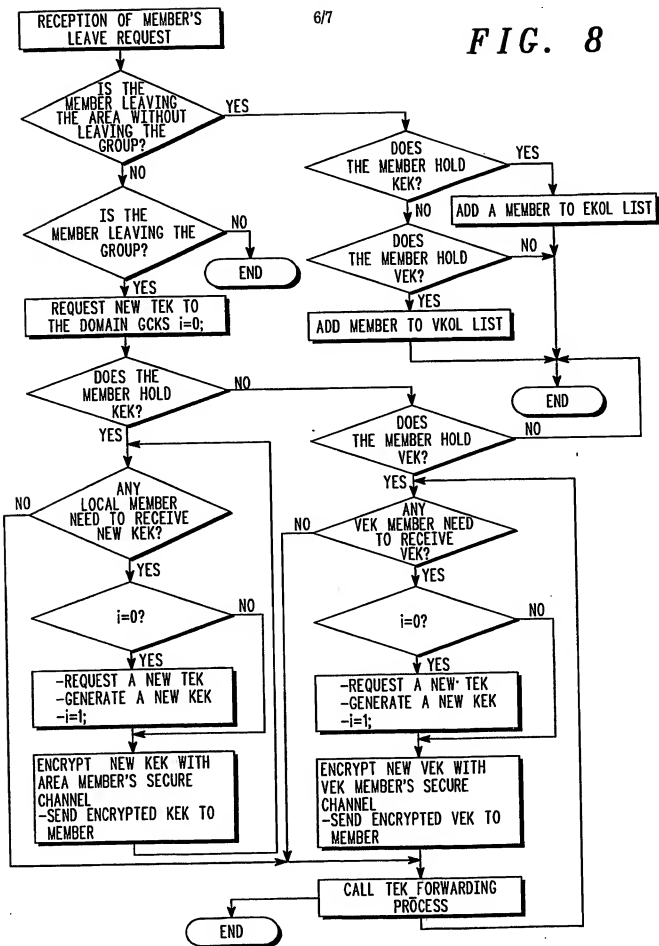 6/7
FIG. 8
RECEPTION OF MEMBER'S
LEAVE REQUEST
IS THE
MEMBER LEAVING
THE AREA WITHOUT
LEAVING THE
GROUP?
YES
NO
DOES
THE MEMBER HOLD
KEK?
YES
NO
ADD A MEMBER TO EKOL LIST
IS THE
MEMBER LEAVING THE
GROUP?
NO
END
YES
DOES
THE MEMBER HOLD
VEK?
NO
YES
REQUEST NEW TEK TO
THE DOMAIN GCKS i=0;
ADD MEMBER TO VKOL LIST
END
DOES THE
MEMBER HOLD
KEK?
NO
YES
DOES
THE MEMBER HOLD
VEK?
NO
YES
ANY
LOCAL MEMBER
NEED TO RECEIVE
NEW KEK?
NO
YES
ANY
VEK MEMBER NEED
TO RECEIVE
VEK?
NO
YES
i=0?
NO
YES
i=0?
NO
YES
-REQUEST A NEW TEK
-GENERATE A NEW KEK
-i=1;
-REQUEST A NEW TEK
-GENERATE A NEW KEK
-i=1;
ENCRYPT NEW KEK WITH
AREA MEMBER'S SECURE
CHANNEL
-SEND ENCRYPTED KEK TO
MEMBER
ENCRYPT NEW VEK WITH
VEK MEMBER'S SECURE
CHANNEL
-SEND ENCRYPTED VEK TO
MEMBER
CALL TEK_FORWARDING
PROCESS
END